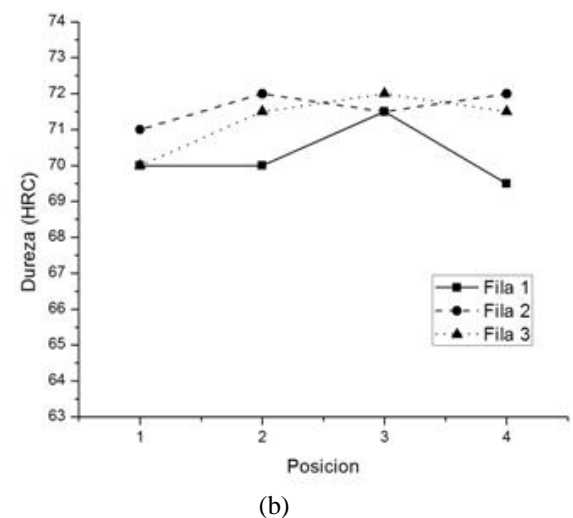 74
73
72
71
70
69
68
67
66
65
64
63
Dureza (HRC)
Fila 1
Fila 2
Fila 3
1 2 3 4
Posicion
(b)